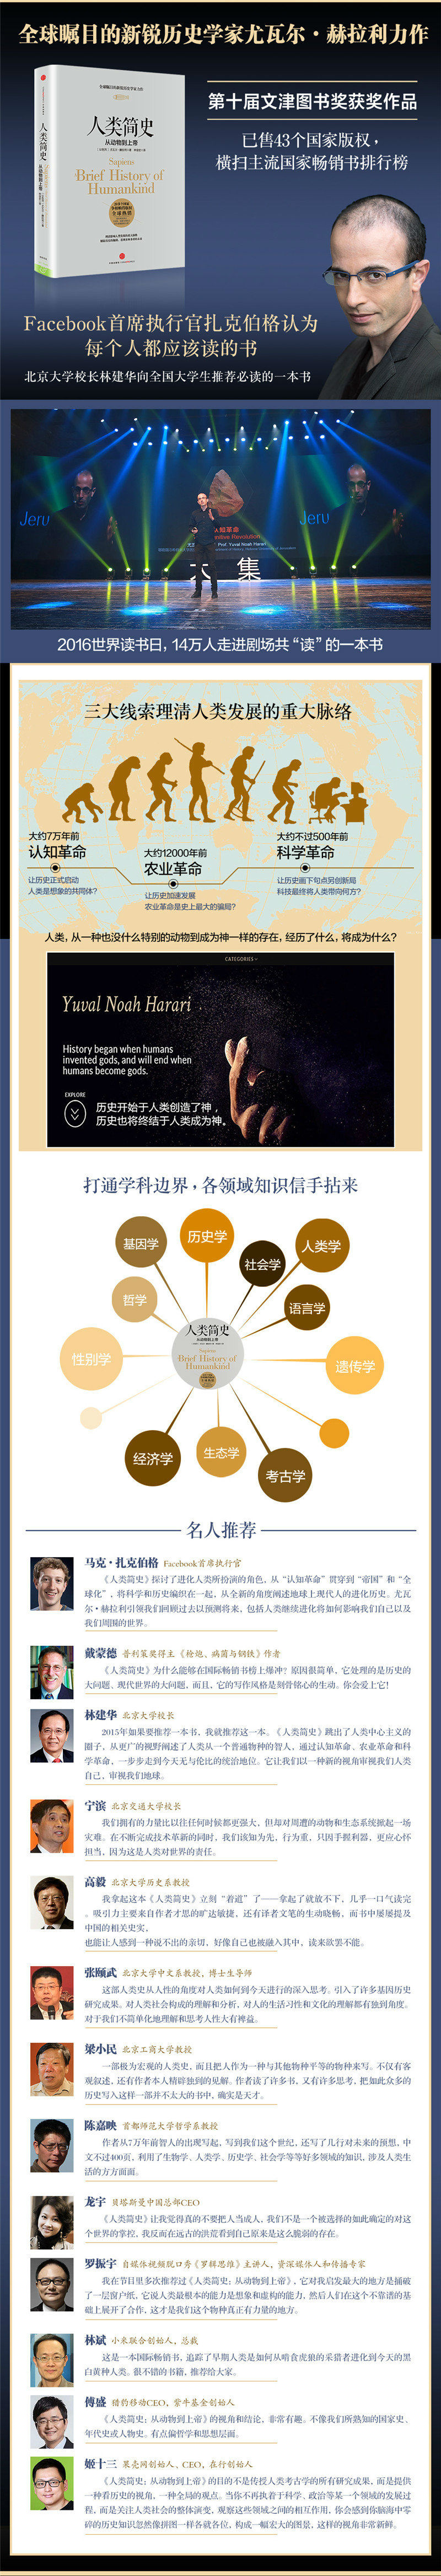 全球瞩目的新锐历史学家尤瓦尔·赫拉利力作
人类简史
从动物到上帝
Sapiens
Brief History of
Humankind
第十届文津图书奖获奖作品
已售43个国家版权，
横扫主流国家畅销书排行榜
Facebook首席执行官扎克伯格认为
每个人都应该读的书
北京大学校长林建华向全国大学生推荐必读的一本书
Jeru
Jeru
认知革命
Prof. Yuval Noah Harari
集
2016世界读书日，14万人走进剧场共“读”的一本书
三大线索理清人类发展的重大脉络
大约7万年前
认知革命
让历史正式启动
人类是想象的共同体?
大约12000年前
农业革命
让历史加速发展
农业革命是史上最大的骗局?
大约不过500年前
科学革命
让历史画下句点另创新局
科技最终将人类带向何方?
人类，从一种也没什么特别的动物到成为神一样的存在，经历了什么，将成为什么?
CATEGORIES
Yuval Noah Harari
History began when humans
invented gods, and will end when
humans become gods.
EXPLORE
历史开始于人类创造了神，
历史也将终结于人类成为神。
打通学科边界，各领域知识信手拈来
基因学
历史学
社会学
人类学
哲学
语言学
性别学
人类简史
从动物到上帝
Sapiens
Brief History of
Humankind
遗传学
经济学
生态学
考古学
名人推荐
马克·扎克伯格 Facebook首席执行官
《人类简史》探讨了进化人类所扮演的角色，从“认知革命”贯穿到“帝国”和“全
球化”，将科学和历史编织在一起，从全新的角度阐述地球上现代人的进化历史。尤瓦
尔·赫拉利引领我们回顾过去以预测将来，包括人类继续进化将如何影响我们自己以及
我们周围的世界。
戴蒙德 普利策奖得主《枪炮、病菌与钢铁》作者
《人类简史》为什么能够在国际畅销书榜上爆冲？原因很简单，它处理的是历史的
大问题、现代世界的大问题，而且，它的写作风格是刻骨铭心的生动。你会爱上它！
林建华 北京大学校长
2015年如果要推荐一本书，我就推荐这一本。《人类简史》跳出了人类中心主义的
圈子，从更广的视野阐述了人类从一个普通物种的智人，通过认知革命、农业革命和科
学革命，一步步走到今天无与伦比的统治地位。它让我们以一种新的视角审视我们人类
自己，审视我们地球。
宁滨 北京交通大学校长
我们拥有的力量比以往任何时候都更强大，但却对周遭的动物和生态系统掀起一场
灾难。在不断完成技术革新的同时，我们该知为先，行为重，只因手握利器，更应心怀
担当，因为这是人类对世界的责任。
高毅 北京大学历史系教授
我拿起这本《人类简史》立刻“着道”了——拿起了就放不下，几乎一口气读完
。吸引力主要来自作者才思的旷达敏捷，还有译者文笔的生动晓畅，而书中屡屡提及
中国的相关史实，
也能让人感到一种说不出的亲切，好像自己也被融入其中，读来欲罢不能。
张颐武 北京大学中文系教授，博士生导师
这部人类史从人性的角度对人类如何到今天进行的深入思考。引入了许多基因历史
研究成果。对人类社会构成的理解和分析，对人的生活习性和文化的理解都有独到角度。
对于我们不简单化地理解和思考人性大有裨益。
梁小民 北京工商大学教授
一部极为宏观的人类史，而且把人作为一种与其他物种平等的物种来写。不仅有客
观叙述，还有作者本人精辟独到的见解。作者读了许多书，又有许多思考，把如此众多的
历史写入这样一部并不太大的书中，确实是天才。
陈嘉映 首都师范大学哲学系教授
作者从7万年前智人的出现写起，写到我们这个世纪，还写了几行对未来的预想，中
文不过400页，利用了生物学、人类学、历史学、社会学等等好多领域的知识，涉及人类生
活的方方面面。
龙宇 贝塔斯曼中国总部CEO
《人类简史》让我觉得真的不要把人当成人，我们不是一个被选择的如此确定的对这
个世界的掌控，我反而在远古的洪荒看到自己原来是这么脆弱的存在。
罗振宇 自媒体视频脱口秀《罗辑思维》主讲人，资深媒体人和传播专家
我在节目里多次推荐过《人类简史：从动物到上帝》，它对我启发最大的地方是捅破
了一层窗户纸，它说人类最根本的能力是想象和虚构的能力，然后人们在这个不靠谱的基
础上展开了合作，这才是我们这个物种真正有力量的地方。
林斌 小米联合创始人，总裁
这是一本国际畅销书，追踪了早期人类是如何从啃食虎狼的采猎者进化到今天的黑
白黄种人类。很不错的书籍，推荐给大家。
傅盛 猎豹移动CEO，紫牛基金创始人
《人类简史：从动物到上帝》的视角和结论，非常有趣。不像我们所熟知的国家史、
年代史或人物史。有点偏哲学和思想层面。
姬十三 果壳网创始人、CEO，在行创始人
《人类简史：从动物到上帝》的目的不是传授人类考古学的所有研究成果，而是提供
一种看历史的视角，一种全局的观点。当你不再执着于科学、政治等某一个领域的发展过
程，而是关注人类社会的整体演变，观察这些领域之间的相互作用，你会感到你脑海中零
碎的历史知识忽然像拼图一样各就各位，构成一幅宏大的图景，这样的视角非常新鲜。